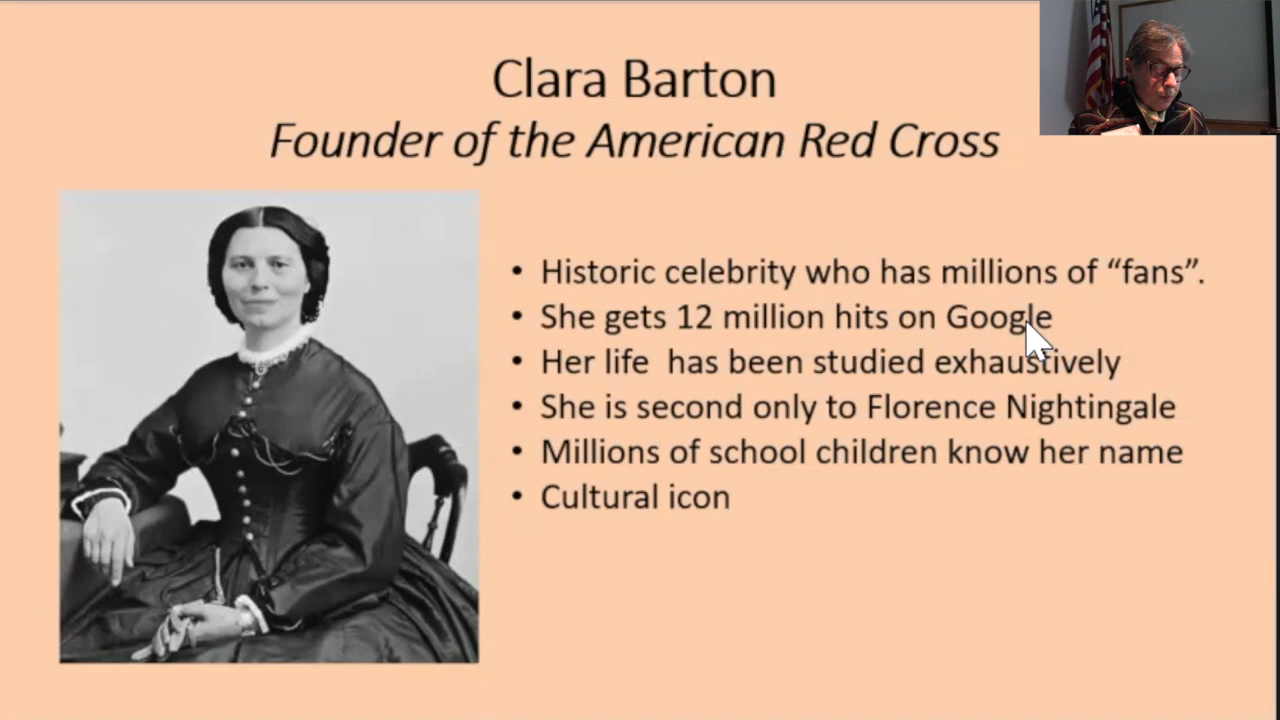 Clara Barton
Founder of the American Red Cross
• Historic celebrity who has millions of “fans”.
• She gets 12 million hits on Google
• Her life  has been studied exhaustively
• She is second only to Florence Nightingale
• Millions of school children know her name
• Cultural icon